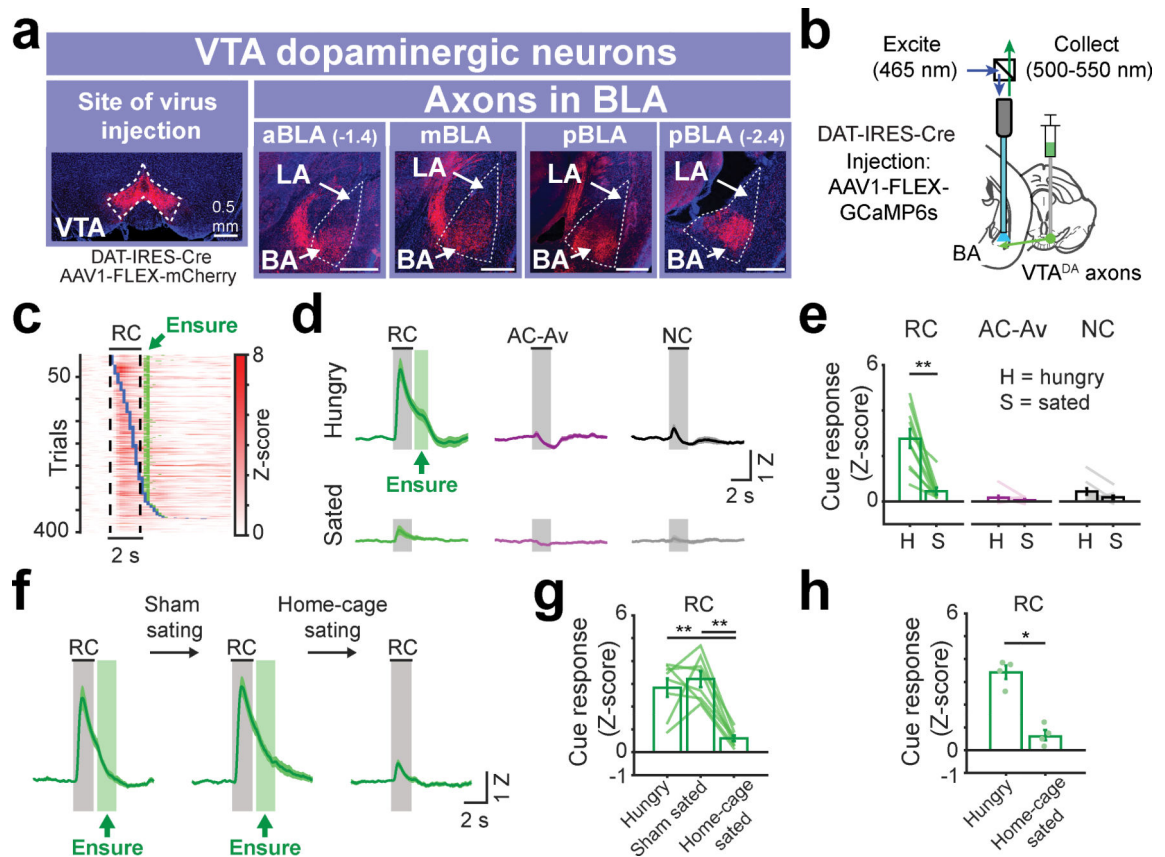 a
VTA dopaminergic neurons
Site of virus
injection
Axons in BLA
aBLA (-1.4)
mBLA
pBLA
pBLA (-2.4)
VTA
0.5
mm
LA
BA
LA
BA
LA
BA
LA
BA
DAT-IRES-Cre
AAV1-FLEX-mCherry
b
Excite
(465 nm)
Collect
(500-550 nm)
DAT-IRES-Cre
Injection:
AAV1-FLEX-
GCaMP6s
BA
VTADA axons
c
RC
Ensure
50
Trials
400
2 s
8
Z-score
0
d
Hungry
RC
AC-Av
NC
Ensure
1 Z
2 s
Sated
e
RC
AC-Av
NC
6
**
H = hungry
S = sated
Cue response
(Z-score)
0
H
S
H
S
H
S
f
RC
Sham
sating
RC
Home-cage
sating
RC
Ensure
Ensure
1 Z
2 s
g
RC
6
**
**
Cue response
(Z-score)
0
-1
Hungry
Sham sated
Home-cage
sated
h
RC
6
*
Cue response
(Z-score)
0
-1
Hungry
Home-cage
sated